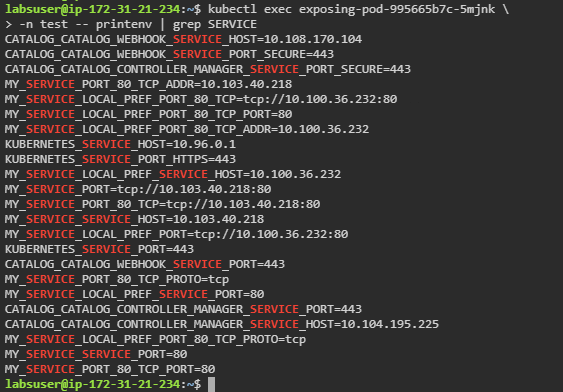 labsuser@ip-172-31-21-234:~$ kubectl exec exposing-pod-995665b7c-5mjnk \
> -n test -- printenv | grep SERVICE
CATALOG_CATALOG_WEBHOOK_SERVICE_HOST=10.108.170.104
CATALOG_CATALOG_WEBHOOK_SERVICE_PORT_SECURE=443
CATALOG_CATALOG_CONTROLLER_MANAGER_SERVICE_PORT_SECURE=443
MY_SERVICE_PORT_80_TCP_ADDR=10.103.40.218
MY_SERVICE_LOCAL_PREF_PORT_80_TCP=tcp://10.100.36.232:80
MY_SERVICE_LOCAL_PREF_PORT_80_TCP_PORT=80
MY_SERVICE_LOCAL_PREF_PORT_80_TCP_ADDR=10.100.36.232
KUBERNETES_SERVICE_HOST=10.96.0.1
KUBERNETES_SERVICE_PORT_HTTPS=443
MY_SERVICE_LOCAL_PREF_SERVICE_HOST=10.100.36.232
MY_SERVICE_PORT=tcp://10.103.40.218:80
MY_SERVICE_PORT_80_TCP=tcp://10.103.40.218:80
MY_SERVICE_SERVICE_HOST=10.103.40.218
MY_SERVICE_LOCAL_PREF_PORT=tcp://10.100.36.232:80
KUBERNETES_SERVICE_PORT=443
CATALOG_CATALOG_WEBHOOK_SERVICE_PORT=443
MY_SERVICE_PORT_80_TCP_PROTO=tcp
MY_SERVICE_LOCAL_PREF_SERVICE_PORT=80
CATALOG_CATALOG_CONTROLLER_MANAGER_SERVICE_PORT=443
CATALOG_CATALOG_CONTROLLER_MANAGER_SERVICE_HOST=10.104.195.225
MY_SERVICE_LOCAL_PREF_PORT_80_TCP_PROTO=tcp
MY_SERVICE_SERVICE_PORT=80
MY_SERVICE_PORT_80_TCP_PORT=80
labsuser@ip-172-31-21-234:~$